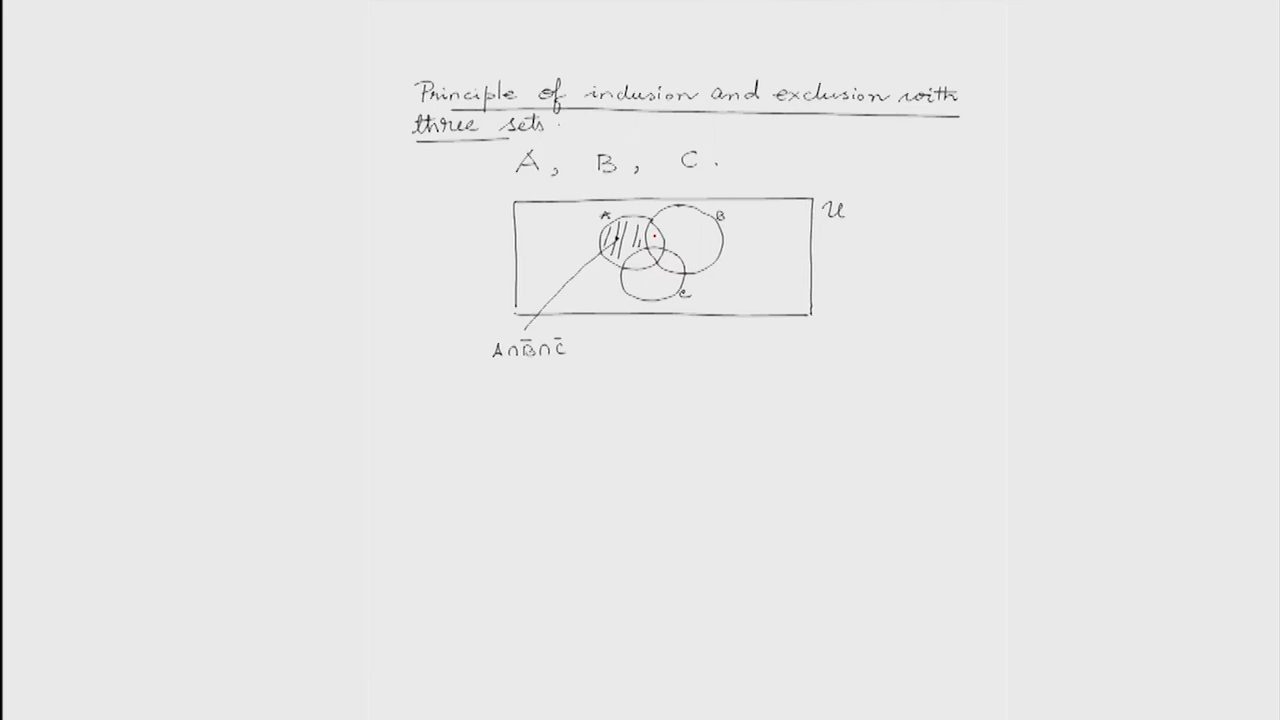 Principle of inclusion and exclusion with
three sets.
A, B, C.
U
A
B
C
A∩B̅∩C̅